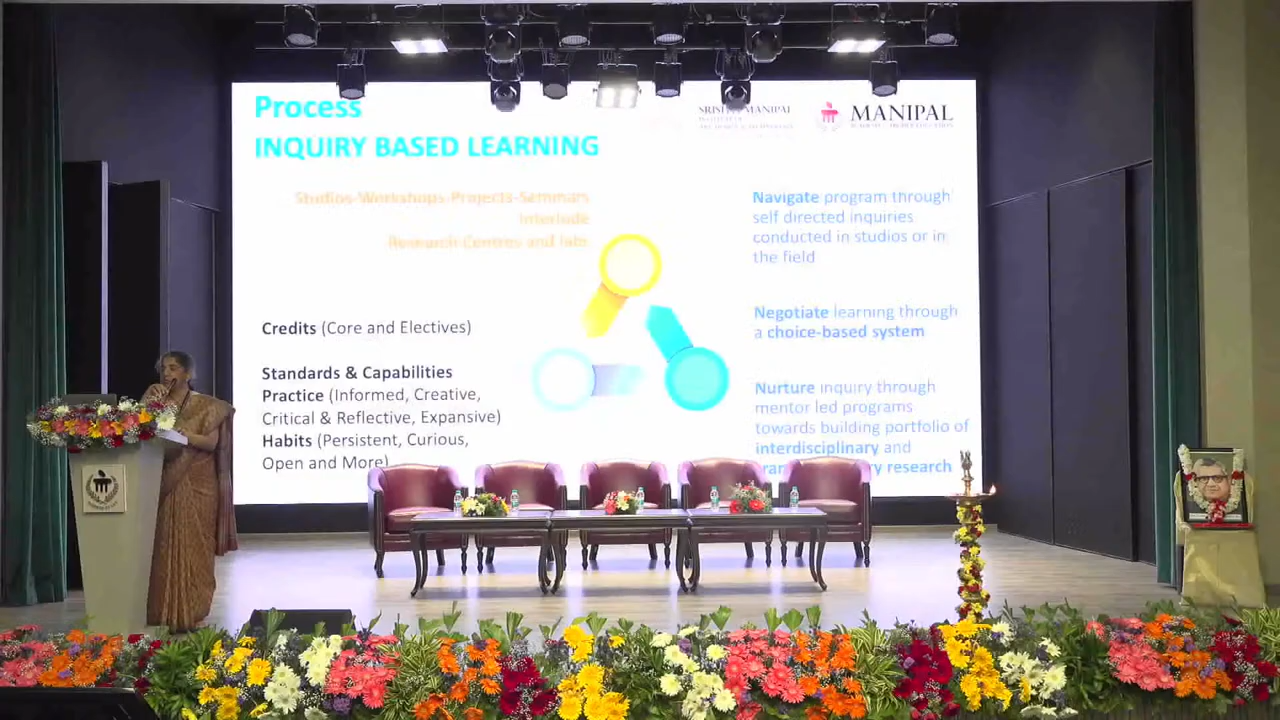 Process
INQUIRY BASED LEARNING
MANIPAL
Studios-Workshops-Projects-Seminars
Interlude
Research Centres and labs
Credits (Core and Electives)
Standards & Capabilities
Practice (Informed, Creative,
Critical & Reflective, Expansive)
Habits (Persistent, Curious,
Open and More)
Navigate program through
self directed inquiries
conducted in studios or in
the field
Negotiate learning through
a choice-based system
Nurture inquiry through
mentor led programs
towards building portfolio of
interdisciplinary and
research